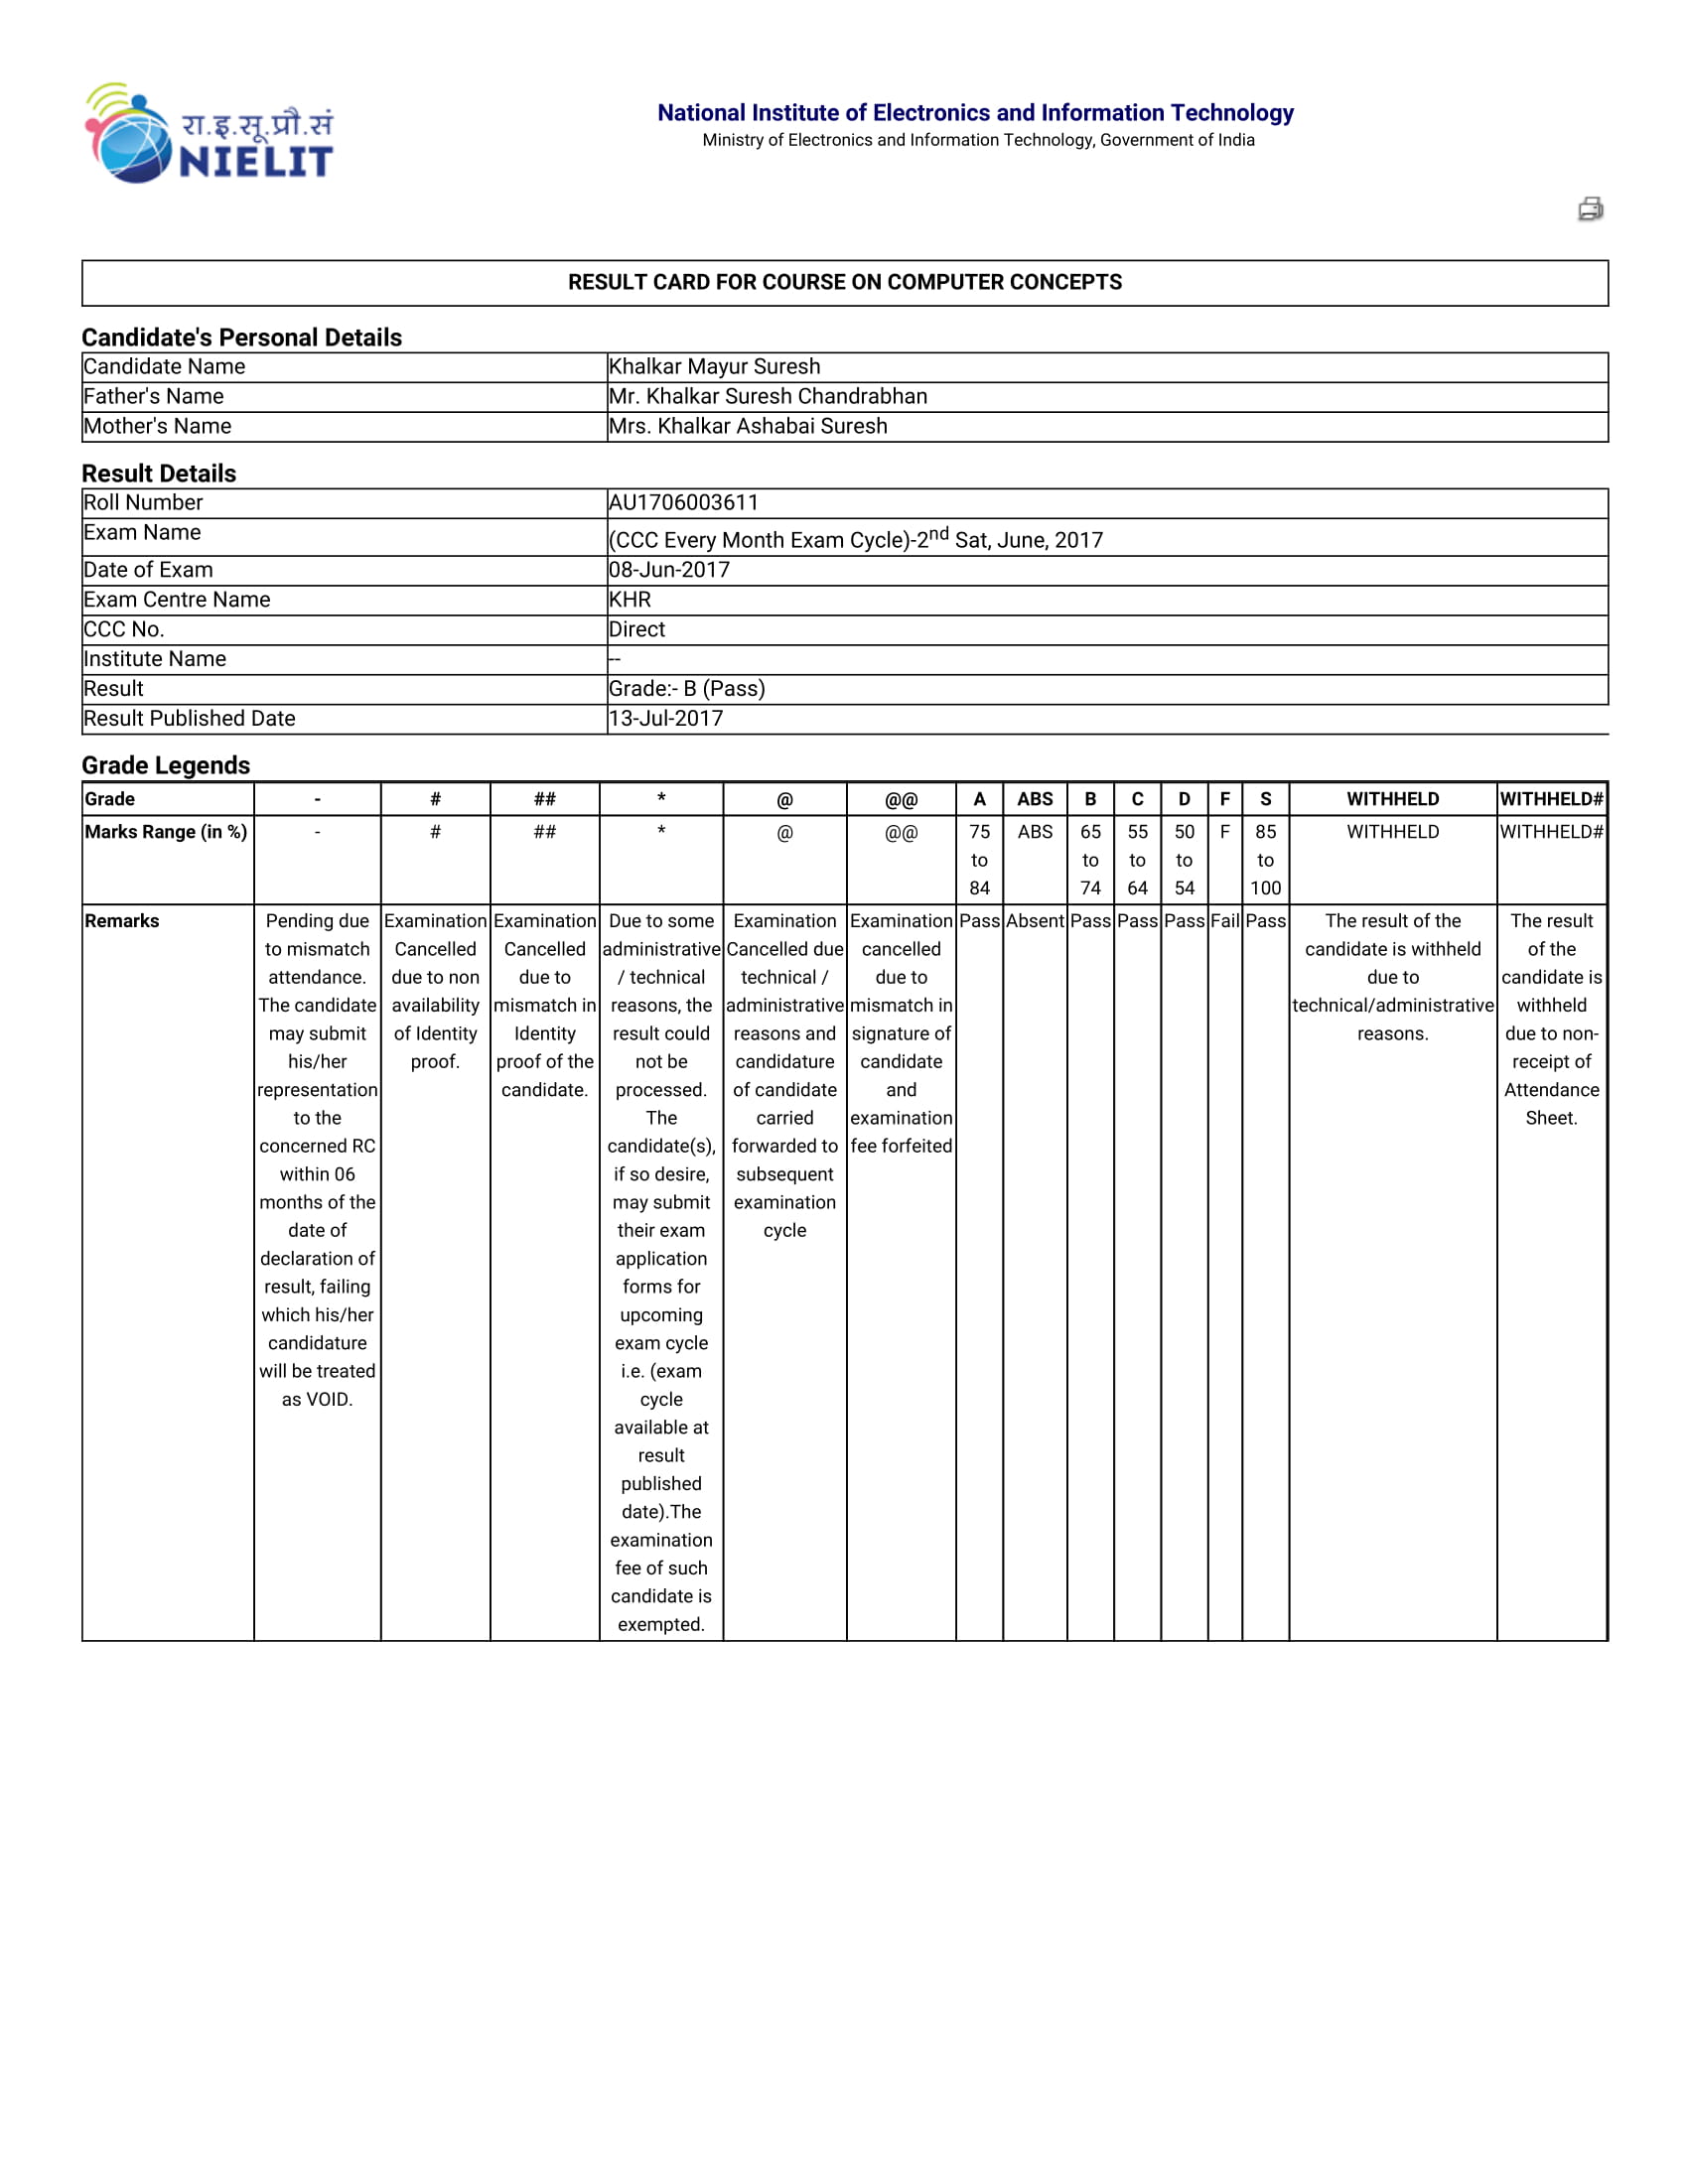 रा.इ.सू.प्रौ.सं
NIELIT
National Institute of Electronics and Information Technology
Ministry of Electronics and Information Technology, Government of India
RESULT CARD FOR COURSE ON COMPUTER CONCEPTS
Candidate's Personal Details
Candidate Name Khalkar Mayur Suresh
Father's Name Mr. Khalkar Suresh Chandrabhan
Mother's Name Mrs. Khalkar Ashabai Suresh
Result Details
Roll Number AU1706003611
Exam Name (CCC Every Month Exam Cycle)-2nd Sat, June, 2017
Date of Exam 08-Jun-2017
Exam Centre Name KHR
CCC No. Direct
Institute Name --
Result Grade:- B (Pass)
Result Published Date 13-Jul-2017
Grade Legends
Grade - # ## * @ @@ A ABS B C D F S WITHHELD WITHHELD#
Marks Range (in %) - # ## * @ @@ 75 ABS 65 55 50 F 85 WITHHELD WITHHELD#
to to to to to
84 74 64 54 100
Remarks Pending due Examination Examination Due to some Examination Examination Pass Absent Pass Pass Pass Fail Pass The result of the The result
to mismatch Cancelled Cancelled administrative Cancelled due cancelled candidate is withheld of the
attendance. due to non due to / technical technical / due to due to candidate is
The candidate availability mismatch in reasons, the administrative mismatch in technical/administrative withheld
may submit of Identity Identity result could reasons and signature of reasons. due to non-
his/her proof. proof of the not be candidature candidate receipt of
representation candidate. processed. of candidate and Attendance
to the The carried examination Sheet.
concerned RC candidate(s), forwarded to fee forfeited
within 06 if so desire, subsequent
months of the may submit examination
date of their exam cycle
declaration of application
result, failing forms for
which his/her upcoming
candidature exam cycle
will be treated i.e. (exam
as VOID. cycle
available at
result
published
date).The
examination
fee of such
candidate is
exempted.